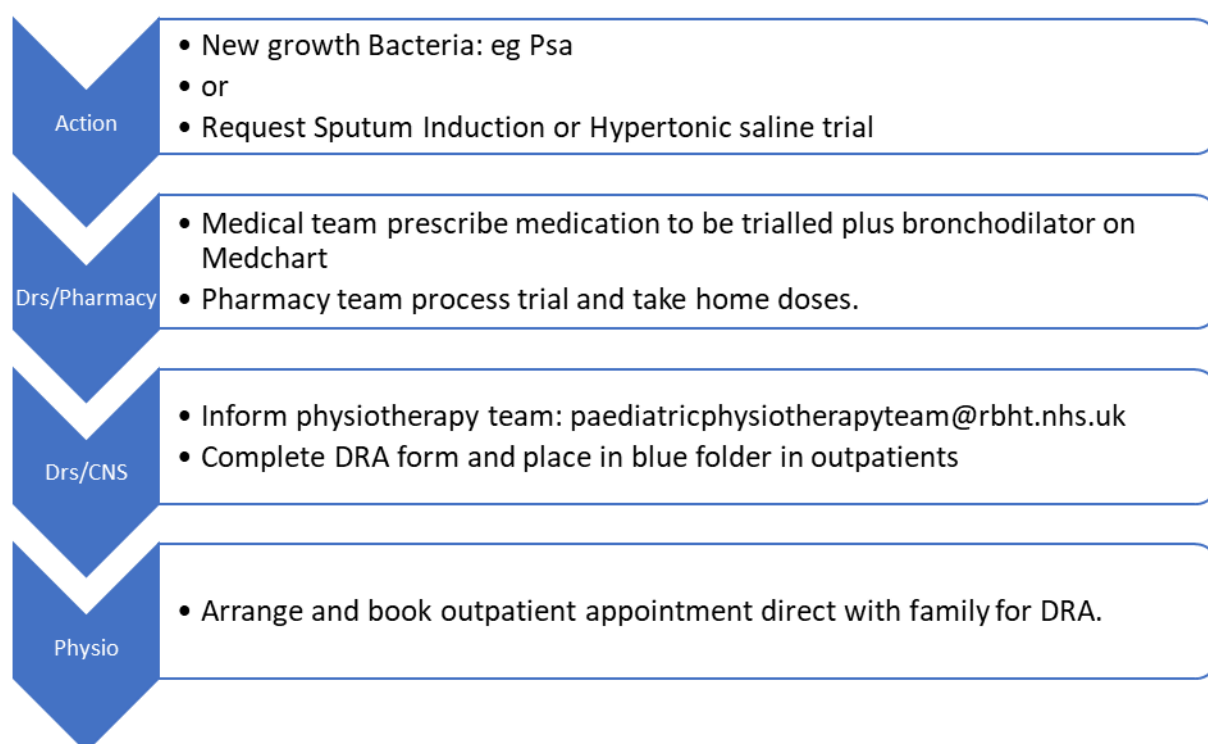 Action
• New growth Bacteria: eg Psa
• or
• Request Sputum Induction or Hypertonic saline trial
Drs/Pharmacy
• Medical team prescribe medication to be trialled plus bronchodilator on
Medchart
• Pharmacy team process trial and take home doses.
Drs/CNS
• Inform physiotherapy team: paediatricphysiotherapyteam@rbht.nhs.uk
• Complete DRA form and place in blue folder in outpatients
Physio
• Arrange and book outpatient appointment direct with family for DRA.